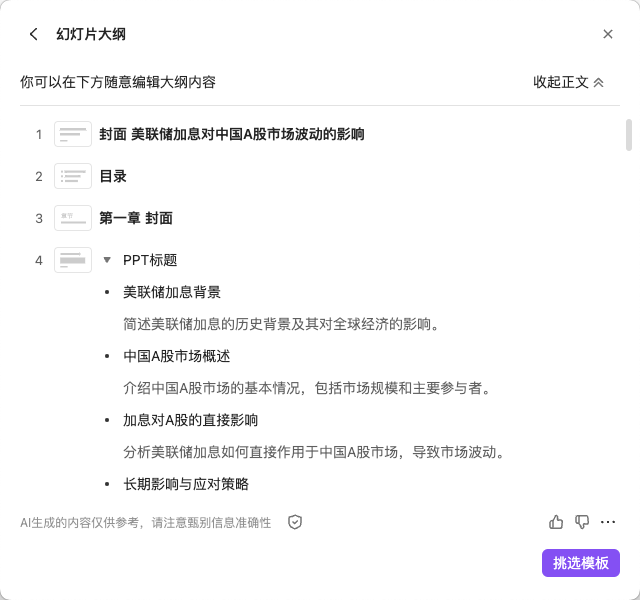 幻灯片大纲
你可以在下方随意编辑大纲内容 收起正文
1 封面 美联储加息对中国A股市场波动的影响
2 目录
3 章节 第一章 封面
4 PPT标题
• 美联储加息背景
简述美联储加息的历史背景及其对全球经济的影响。
• 中国A股市场概述
介绍中国A股市场的基本情况，包括市场规模和主要参与者。
• 加息对A股的直接影响
分析美联储加息如何直接作用于中国A股市场，导致市场波动。
• 长期影响与应对策略
AI生成的内容仅供参考，请注意甄别信息准确性
挑选模板